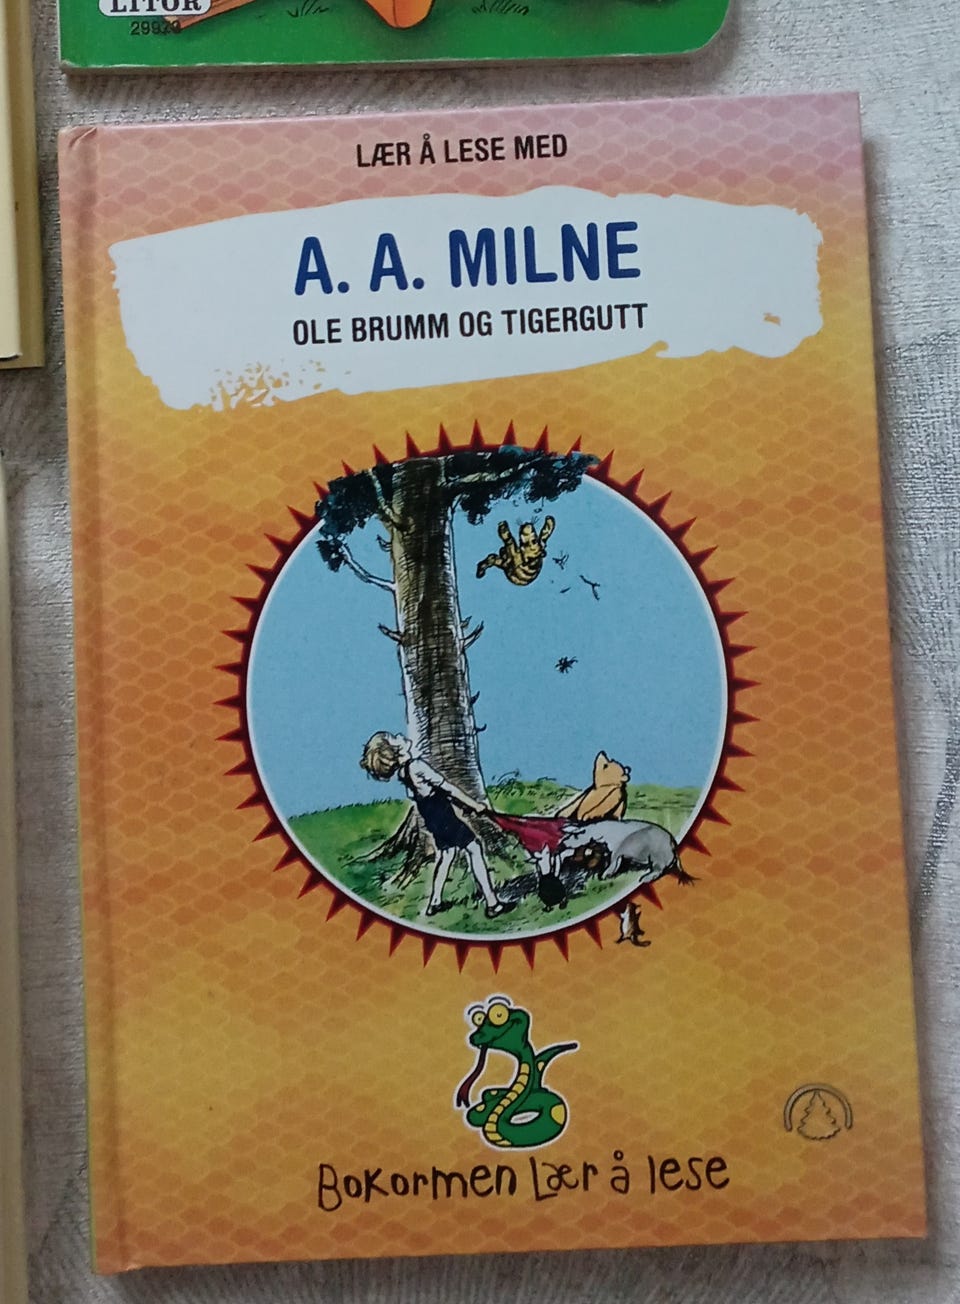 LITOR
LÆR Å LESE MED
A. A. MILNE
OLE BRUMM OG TIGERGUTT
Bokormen Lær å lese